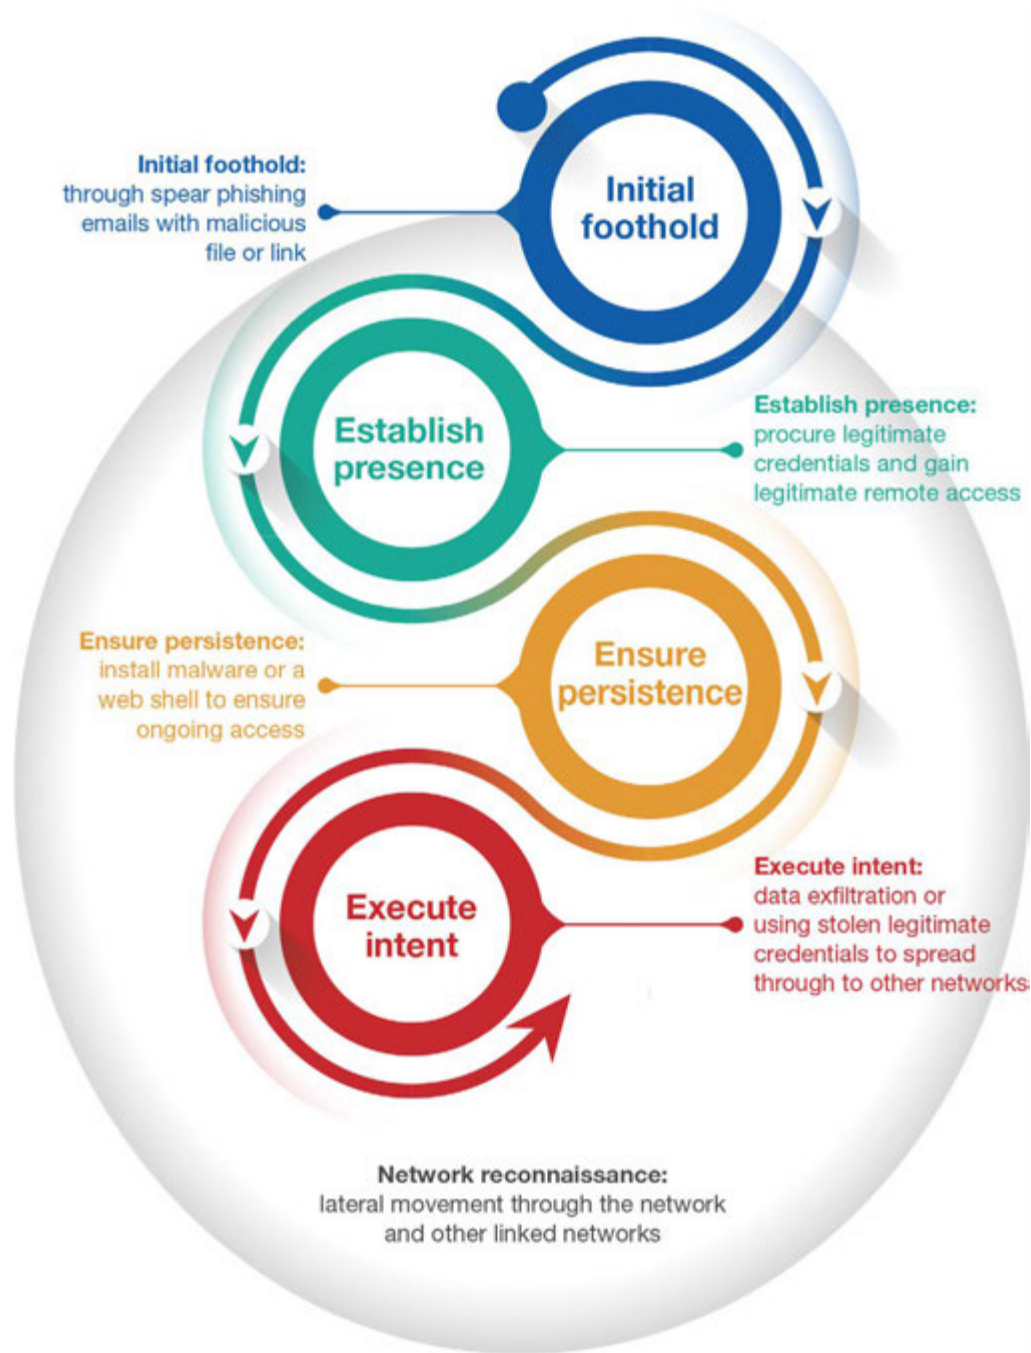 Initial foothold:
through spear phishing
emails with malicious
file or link
Initial
foothold
Establish
presence
Establish presence:
procure legitimate
credentials and gain
legitimate remote access
Ensure persistence:
install malware or a
web shell to ensure
ongoing access
Ensure
persistence
Execute
intent
Execute intent:
data exfiltration or
using stolen legitimate
credentials to spread
through to other networks
Network reconnaissance:
lateral movement through the network
and other linked networks